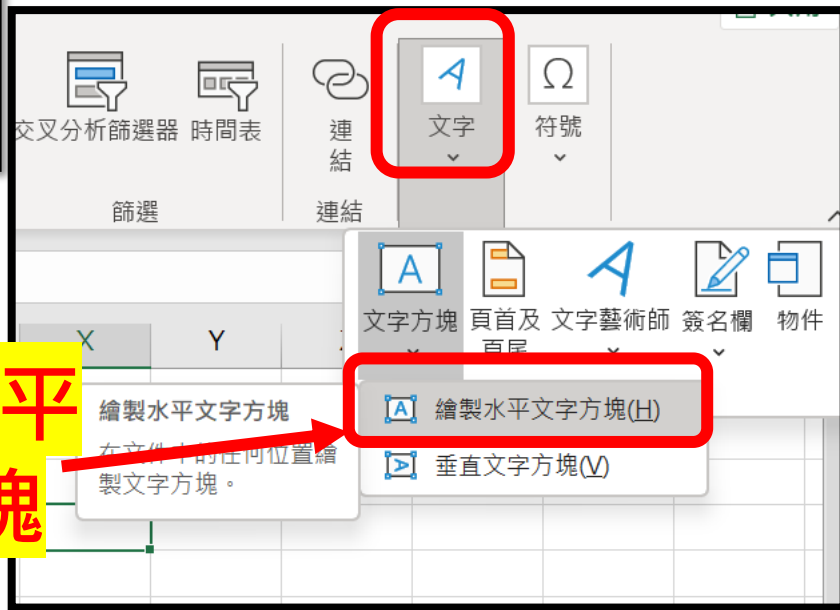 交叉分析篩選器 時間表
連
結
文字
符號
篩選
連結
文字方塊
頁首及
頁尾
文字藝術師
簽名欄
物件
X
Y
平
塊
繪製水平文字方塊
在文件中的任何位置繪
製文字方塊。
A 繪製水平文字方塊(H)
A 垂直文字方塊(V)